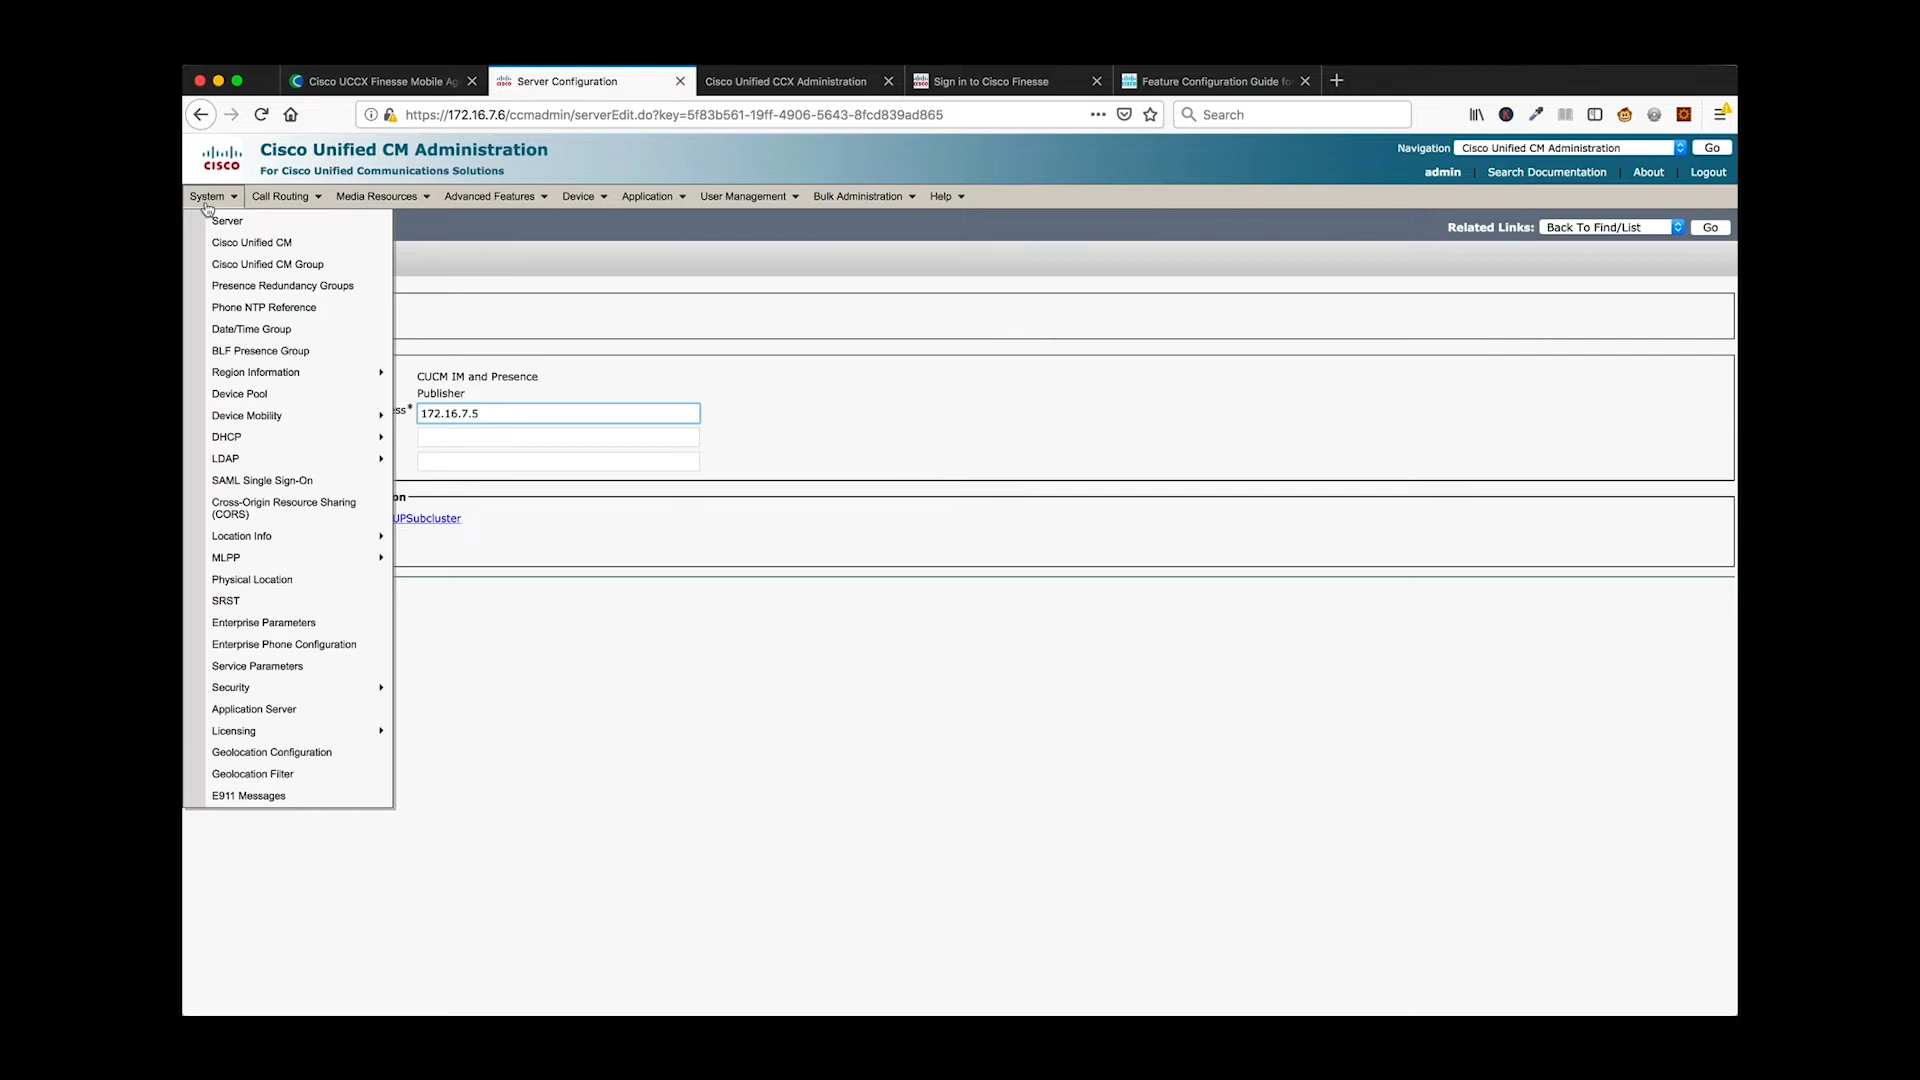 Cisco UCCX Finesse Mobile Ag
Server Configuration
Cisco Unified CCX Administration
Sign in to Cisco Finesse
Feature Configuration Guide fo
https://172.16.7.6/ccmadmin/serverEdit.do?key=5f83b561-19ff-4906-5643-8fcd839ad865
Search
CISCO
Cisco Unified CM Administration
For Cisco Unified Communications Solutions
Navigation Cisco Unified CM Administration Go
admin | Search Documentation | About | Logout
System Call Routing Media Resources Advanced Features Device Application User Management Bulk Administration Help
Related Links: Back To Find/List Go
Server
Cisco Unified CM
Cisco Unified CM Group
Presence Redundancy Groups
Phone NTP Reference
Date/Time Group
BLF Presence Group
Region Information
Device Pool
Device Mobility
DHCP
LDAP
SAML Single Sign-On
Cross-Origin Resource Sharing
(CORS)
Location Info
MLPP
Physical Location
SRST
Enterprise Parameters
Enterprise Phone Configuration
Service Parameters
Security
Application Server
Licensing
Geolocation Configuration
Geolocation Filter
E911 Messages
CUCM IM and Presence
Publisher
ess* 172.16.7.5
on
UPSubcluster